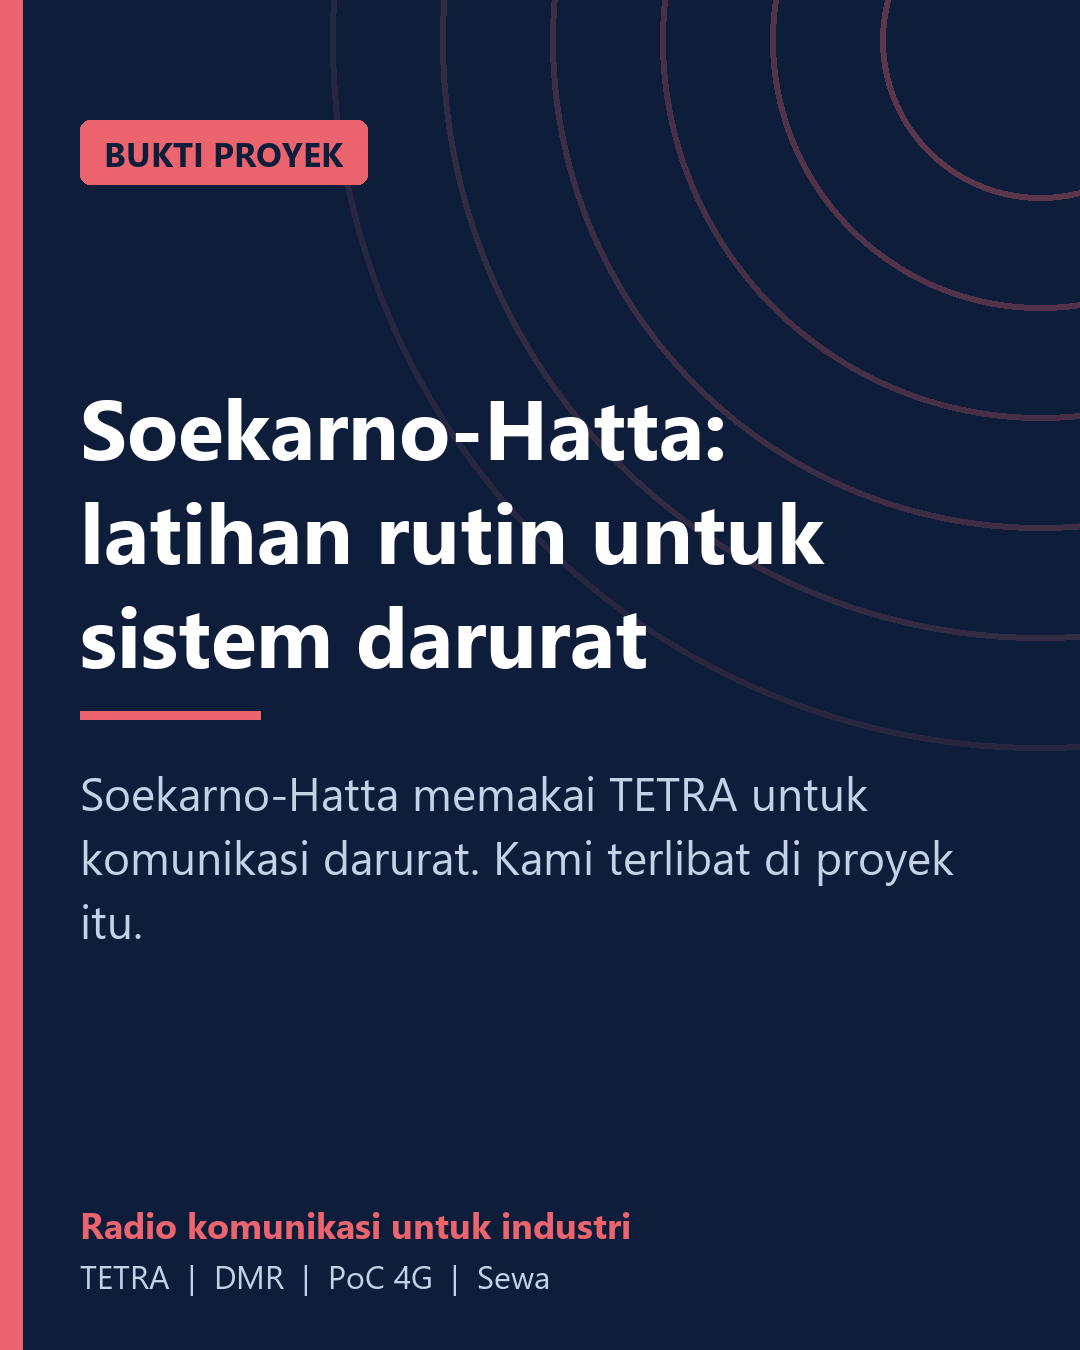 BUKTI PROYEK
Soekarno-Hatta:
latihan rutin untuk
sistem darurat
Soekarno-Hatta memakai TETRA untuk
komunikasi darurat. Kami terlibat di proyek
itu.
Radio komunikasi untuk industri
TETRA | DMR | PoC 4G | Sewa